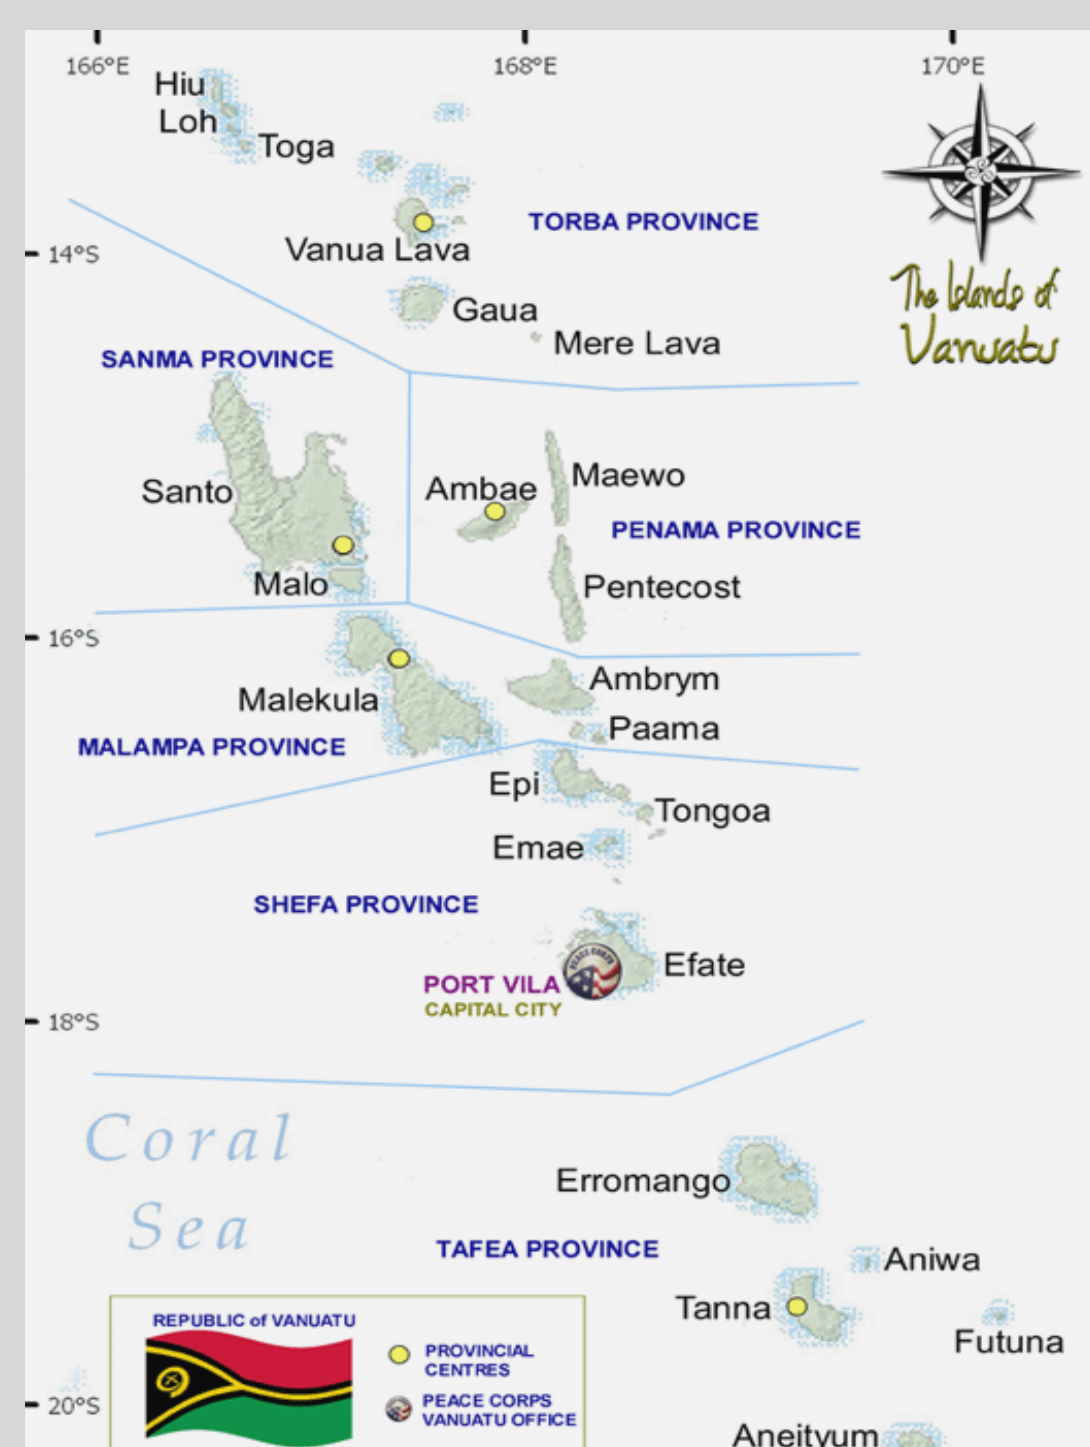 166°E
168°E
170°E
Hiu
Loh
Toga
TORBA PROVINCE
Vanua Lava
14°S
The Islands of
Vanuatu
Gaua
Mere Lava
SANMA PROVINCE
Maewo
Santo
Ambae
PENAMA PROVINCE
Malo
Pentecost
16°S
Ambrym
Malekula
Paama
MALAMPA PROVINCE
Epi
Tongoa
Emae
SHEFA PROVINCE
PEACE CORPS
Efate
PORT VILA
CAPITAL CITY
18°S
Coral
Sea
Erromango
TAFEA PROVINCE
Aniwa
Tanna
Futuna
REPUBLIC of VANUATU
PROVINCIAL
CENTRES
PEACE CORPS
VANUATU OFFICE
20°S
Aneityum